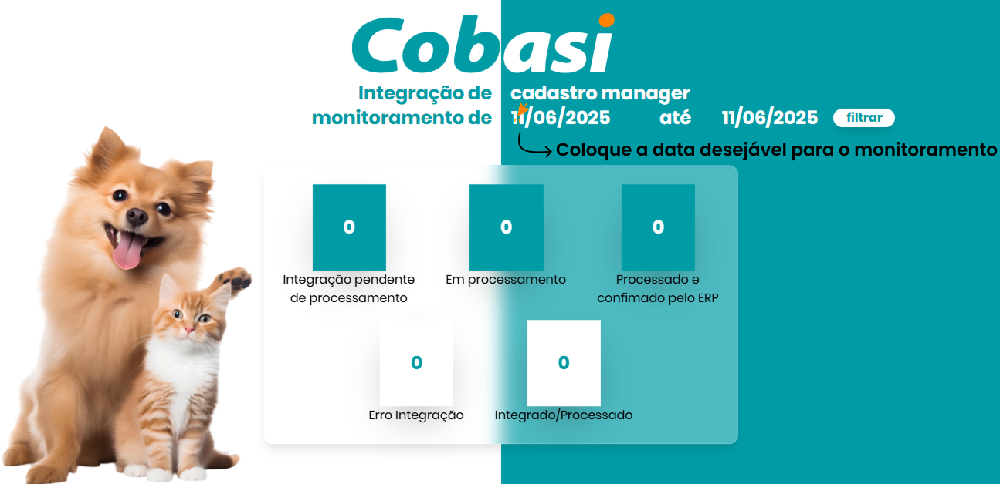 Cobasi
Integração de cadastro manager
monitoramento de 11/06/2025 até 11/06/2025 filtrar
Coloque a data desejável para o monitoramento
0 0 0
Integração pendente de processamento
Em processamento
Processado e confimado pelo ERP
0 0
Erro Integração
Integrado/Processado